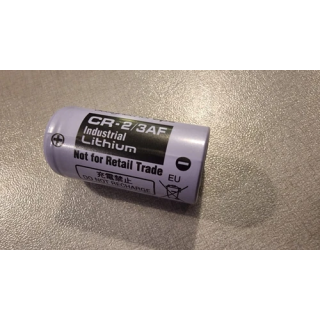 CR-2/3AF
Industrial
Lithium
Not for Retail Trade
EU
充電禁止
DO NOT RECHARGE